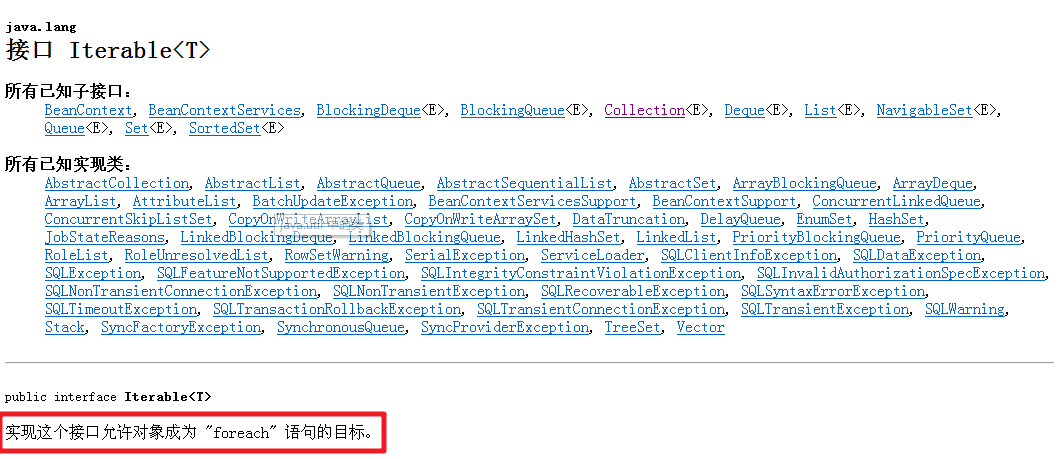 java.lang
接口 Iterable<T>
所有已知子接口：
BeanContext, BeanContextServices, BlockingDeque<E>, BlockingQueue<E>, Collection<E>, Deque<E>, List<E>, NavigableSet<E>,
Queue<E>, Set<E>, SortedSet<E>
所有已知实现类：
AbstractCollection, AbstractList, AbstractQueue, AbstractSequentialList, AbstractSet, ArrayBlockingQueue, ArrayDeque,
ArrayList, AttributeList, BatchUpdateException, BeanContextServicesSupport, BeanContextSupport, ConcurrentLinkedQueue,
ConcurrentSkipListSet, CopyOnWriteArrayList, CopyOnWriteArraySet, DataTruncation, DelayQueue, EnumSet, HashSet,
java.util 中的类
JobStateReasons, LinkedBlockingDeque, LinkedBlockingQueue, LinkedHashSet, LinkedList, PriorityBlockingQueue, PriorityQueue,
RoleList, RoleUnresolvedList, RowSetWarning, SerialException, ServiceLoader, SQLClientInfoException, SQLDataException,
SQLException, SQLFeatureNotSupportedException, SQLIntegrityConstraintViolationException, SQLInvalidAuthorizationSpecException,
SQLNonTransientConnectionException, SQLNonTransientException, SQLRecoverableException, SQLSyntaxErrorException,
SQLTimeoutException, SQLTransactionRollbackException, SQLTransientConnectionException, SQLTransientException, SQLWarning,
Stack, SyncFactoryException, SynchronousQueue, SyncProviderException, TreeSet, Vector
public interface Iterable<T>
实现这个接口允许对象成为 "foreach" 语句的目标。